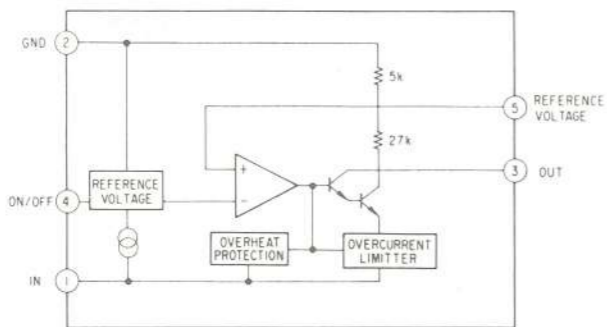 GND 2
5k
5 REFERENCE
VOLTAGE
27k
+
3 OUT
REFERENCE
VOLTAGE
ON/OFF 4
-
OVERHEAT
PROTECTION
OVERCURRENT
LIMITTER
IN 1